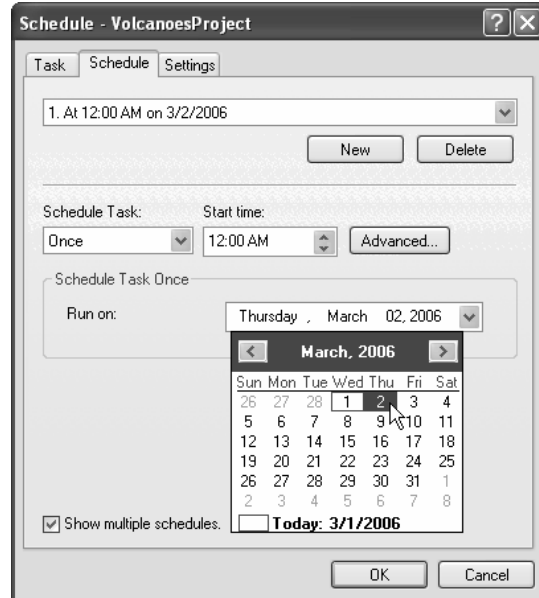 Schedule - VolcanoesProject
Task Schedule Settings
1. At 12:00 AM on 3/2/2006
New Delete
Schedule Task: Start time:
Once 12:00 AM Advanced...
Schedule Task Once
Run on: Thursday , March 02, 2006
March, 2006
Sun Mon Tue Wed Thu Fri Sat
26 27 28 1 2 3 4
5 6 7 8 9 10 11
12 13 14 15 16 17 18
19 20 21 22 23 24 25
26 27 28 29 30 31 1
2 3 4 5 6 7 8
Show multiple schedules. Today: 3/1/2006
OK Cancel